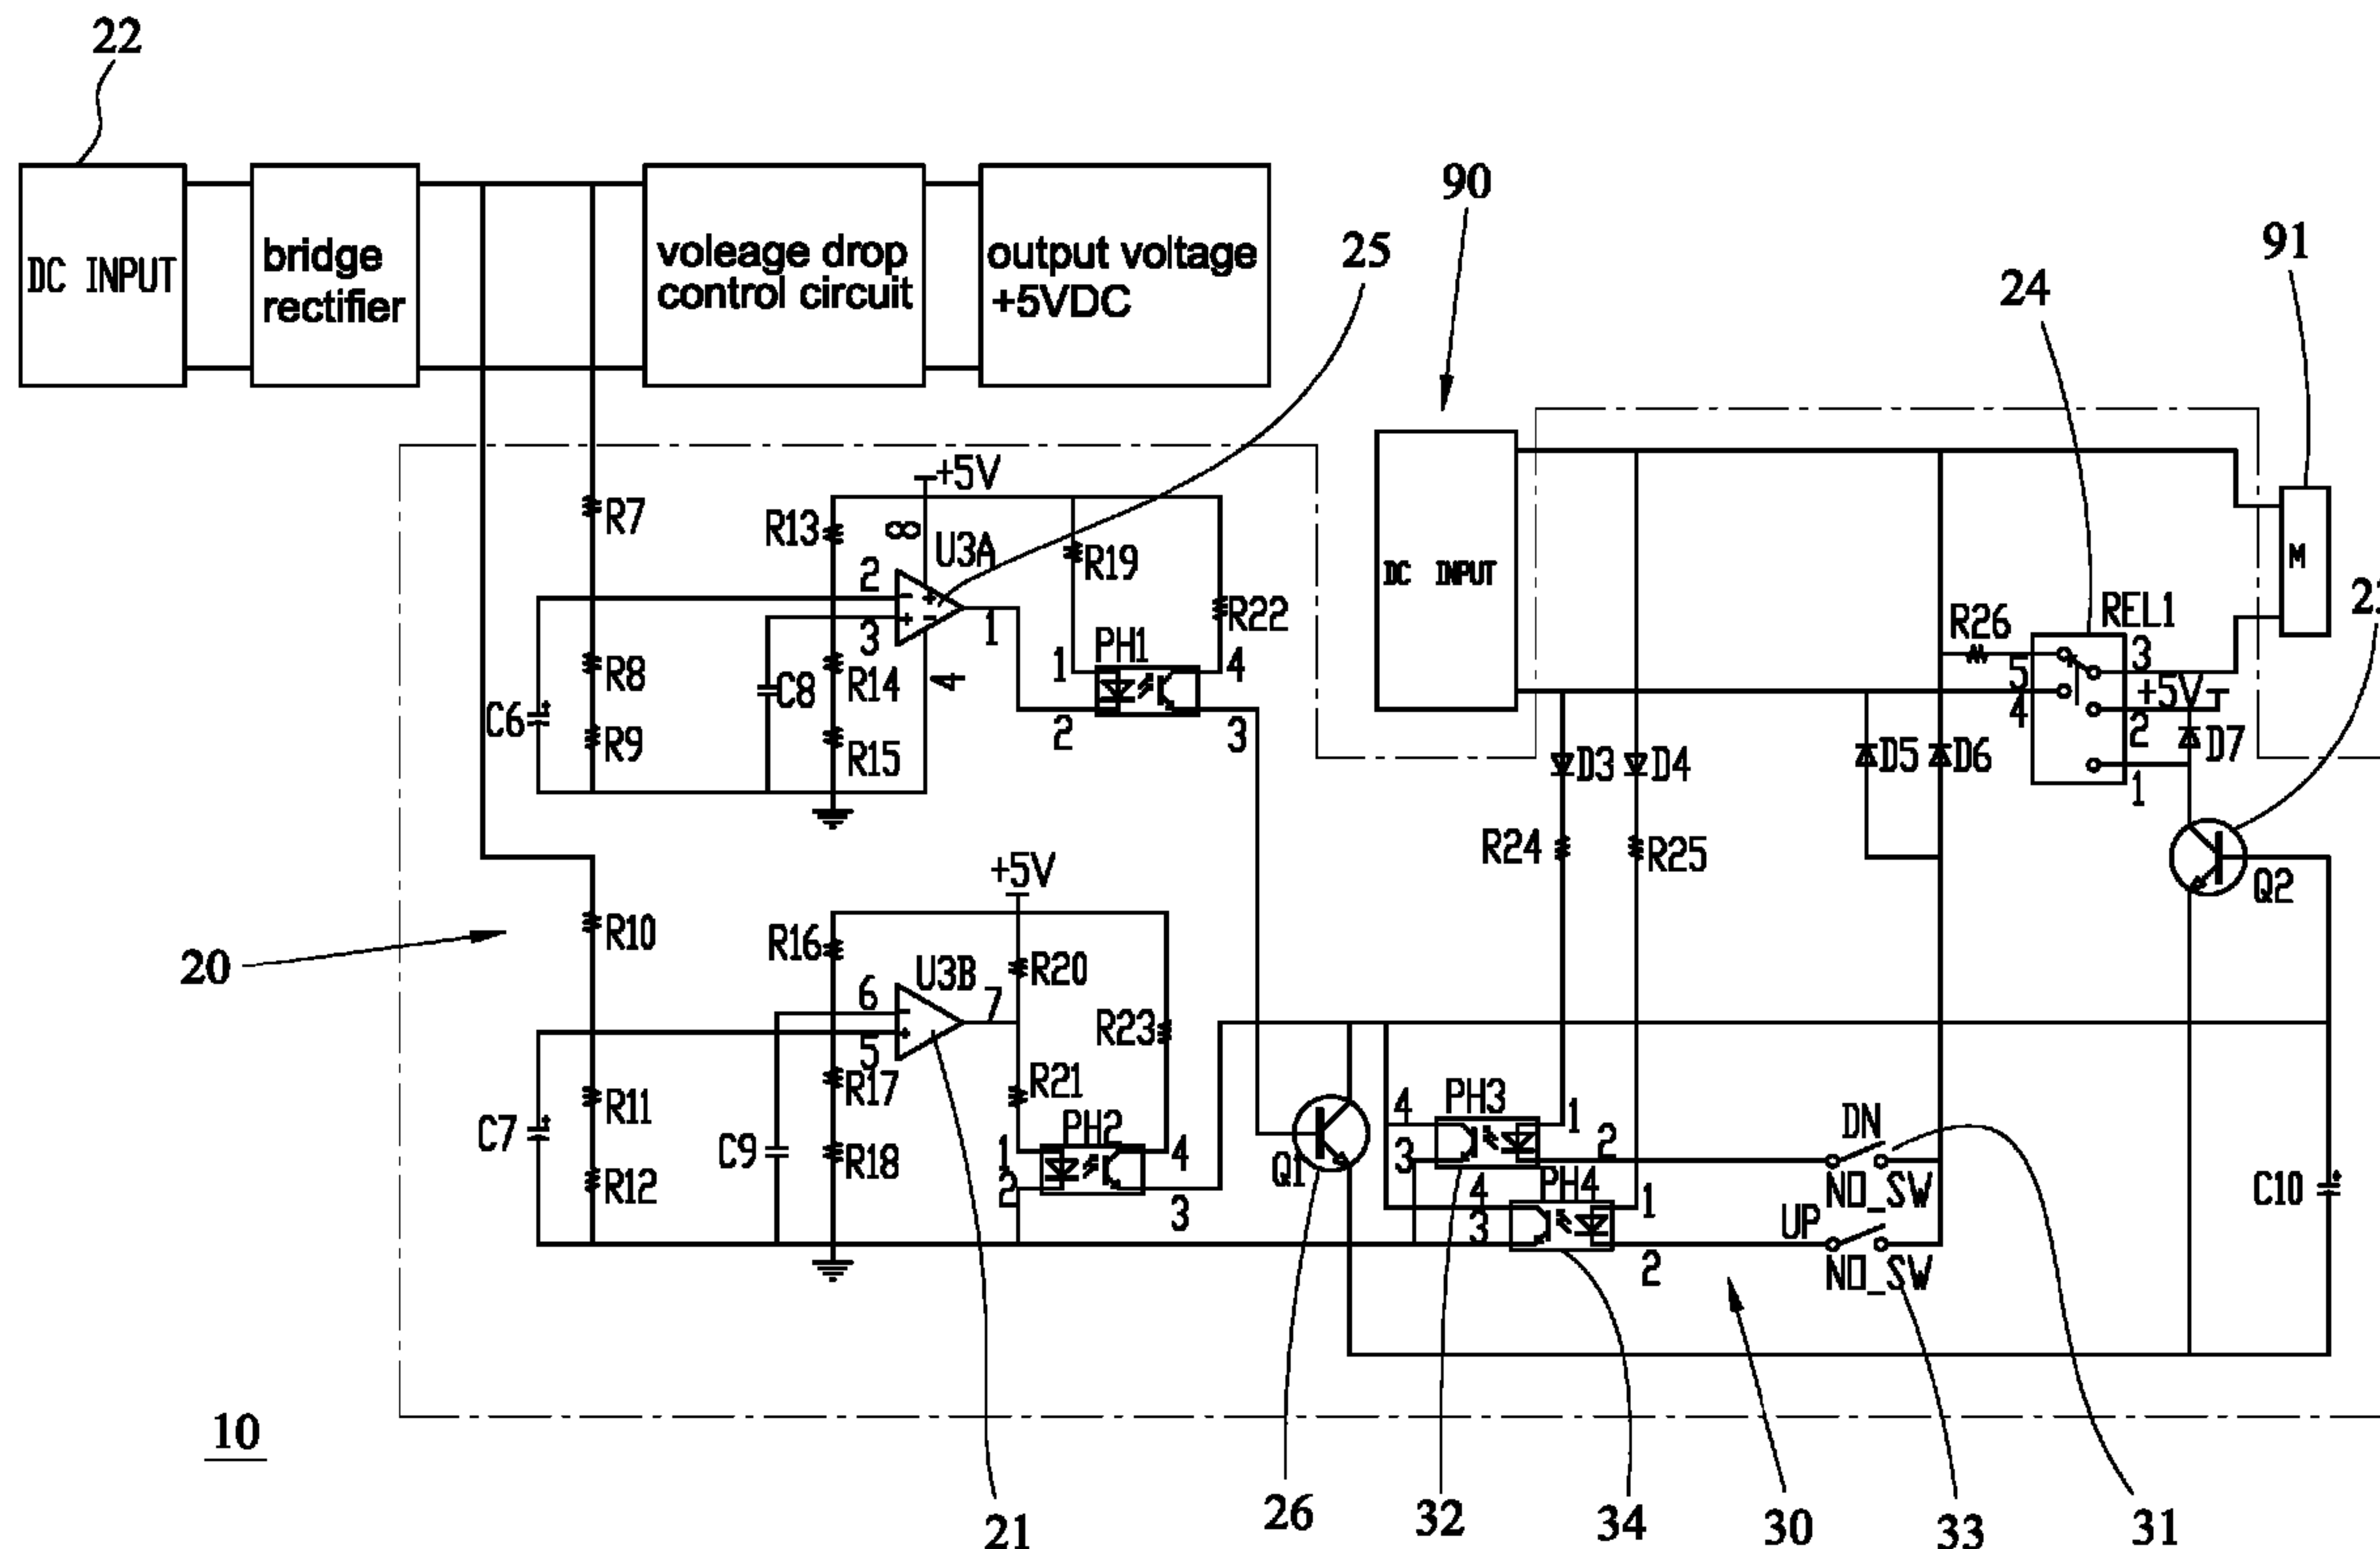 22
DC INPUT
bridge
rectifier
voleage drop
control circuit
output voltage
+5VDC
25
90
DC INPUT
24
91
M
R7
R8
R9
C6
R13
R14
R15
C8
+5V
8
U3A
2
3
1
4
R19
R22
PH1
1
2
4
3
R26
REL1
5
4
3
+5V
2
1
D3
D4
D5
D6
D7
R24
R25
Q2
20
R10
R11
R12
C7
R16
R17
R18
C9
+5V
U3B
6
5
7
R20
R21
R23
PH2
1
2
4
3
Q1
PH3
4
3
1
2
PH4
4
3
1
2
DN
NO_SW
UP
NO_SW
C10
10
21
26
32
34
30
33
31